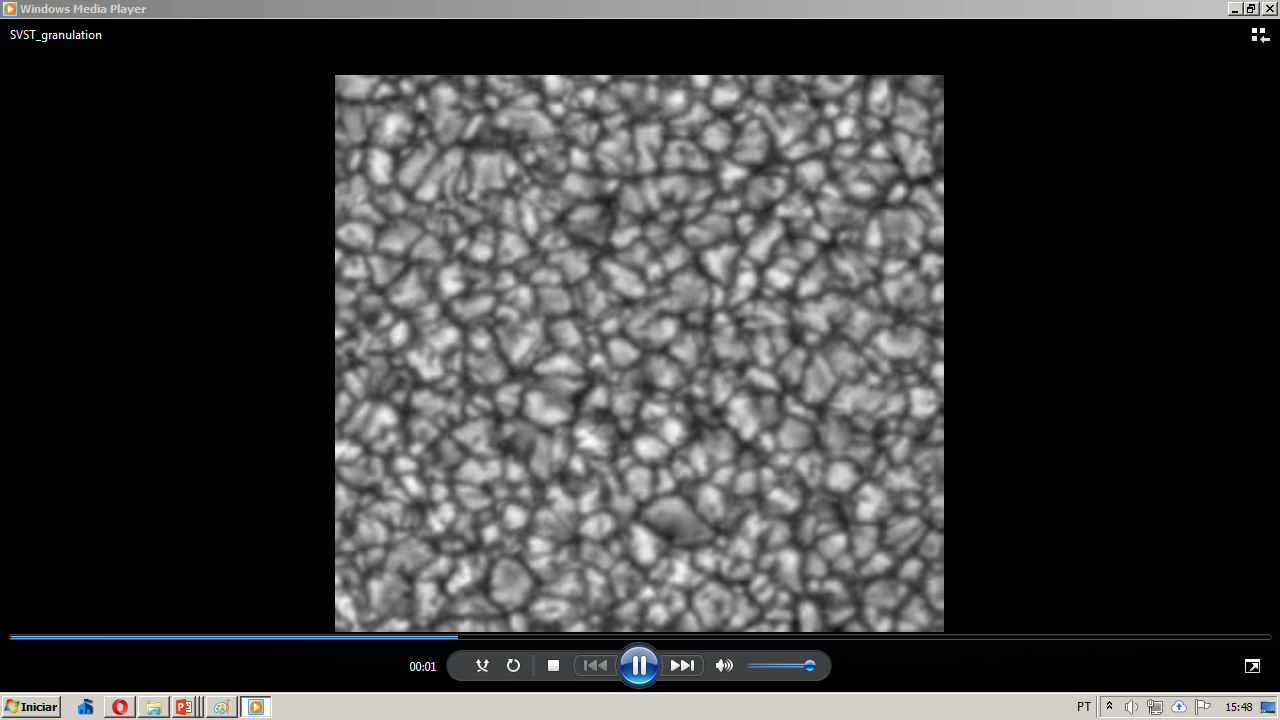 Windows Media Player
SVST_granulation
00:01
Iniciar
PT
15:48